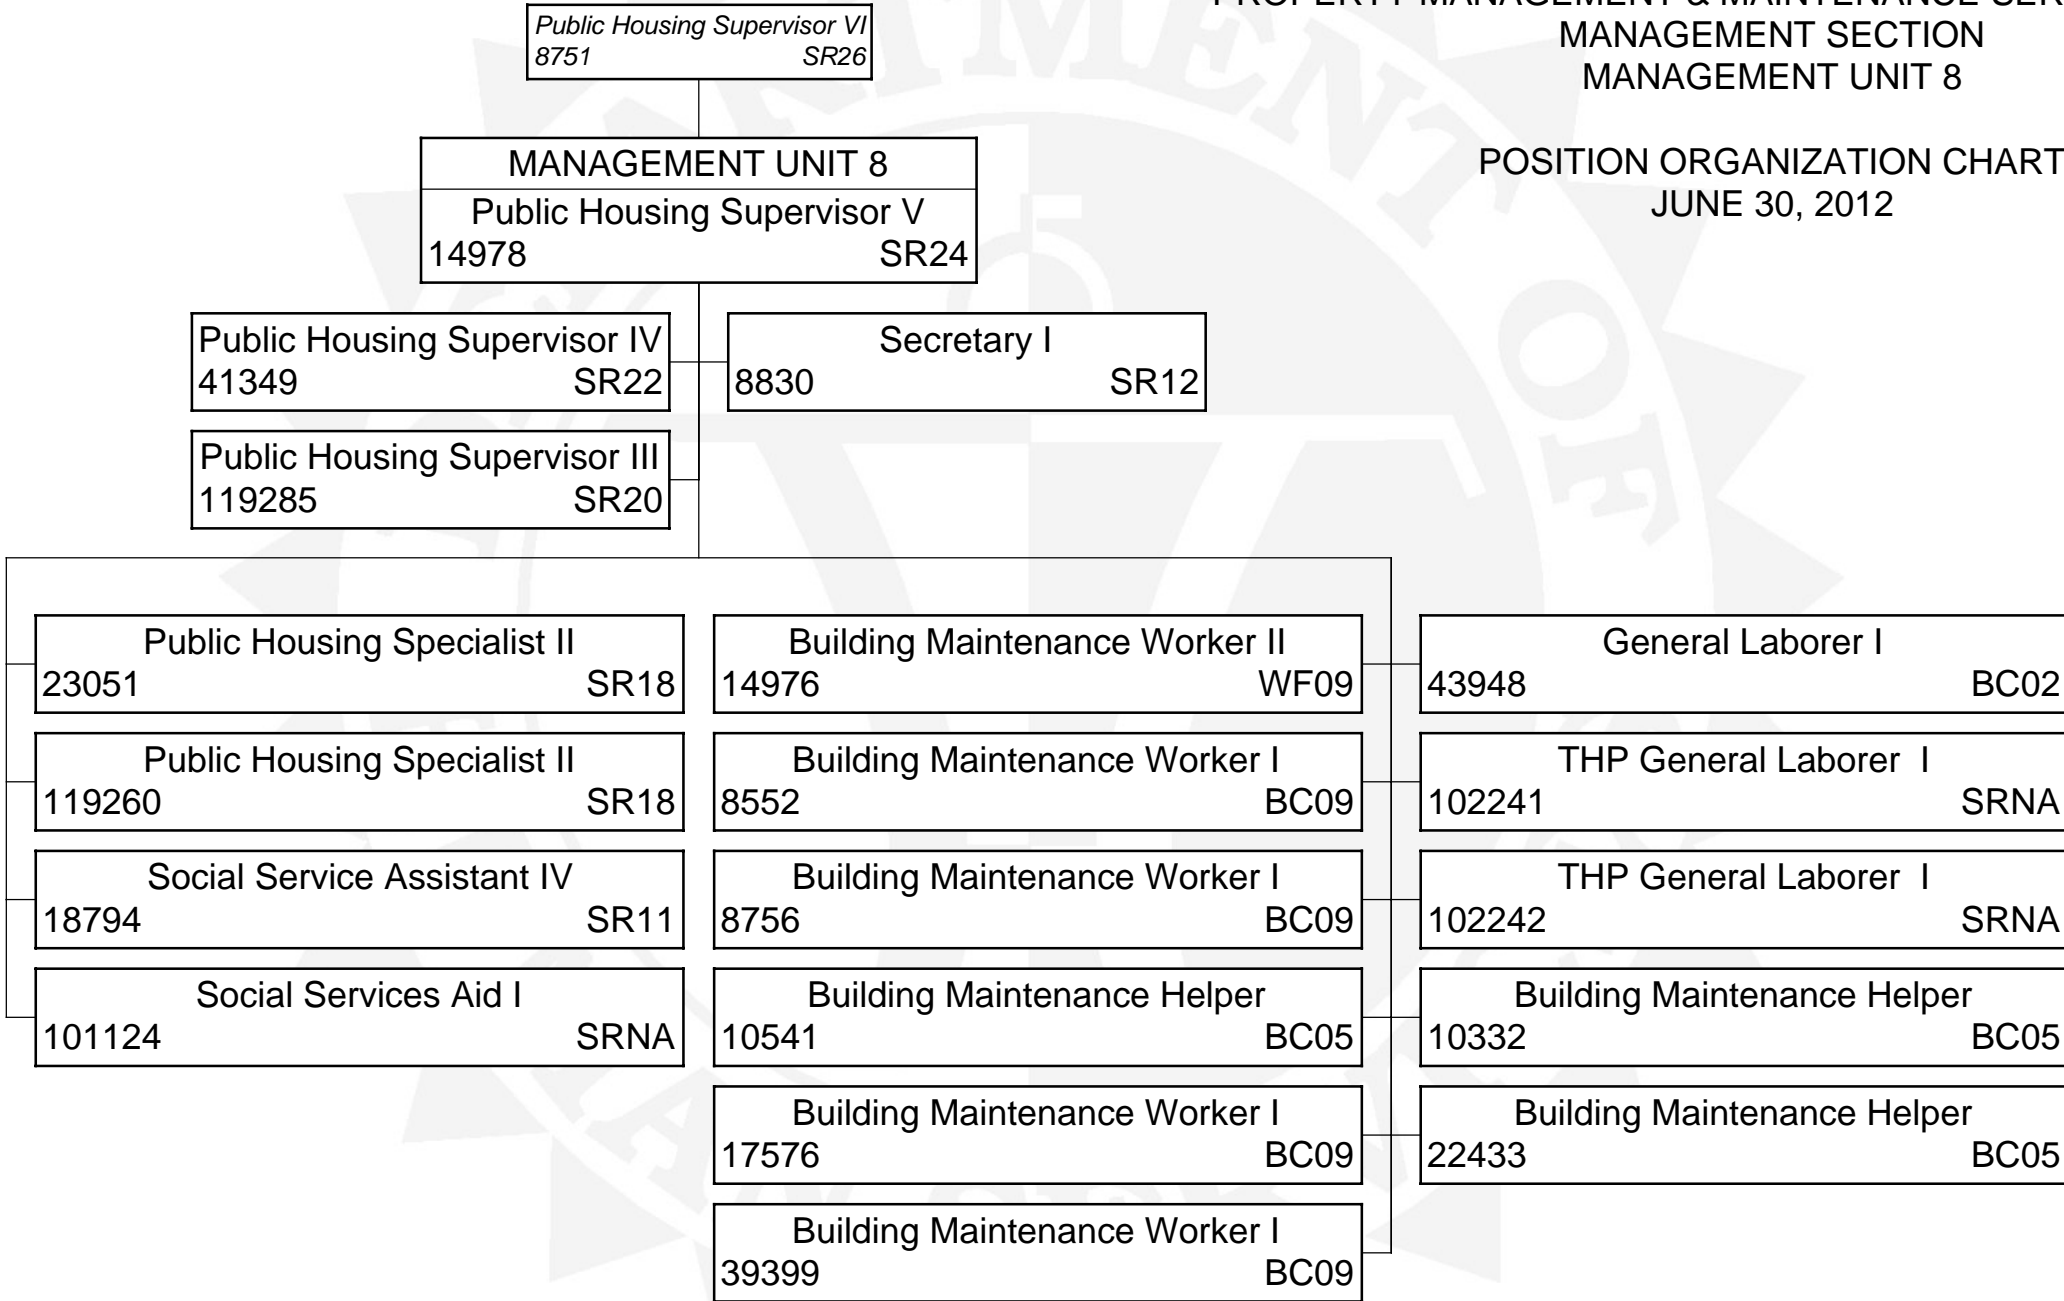 PROPERTY MANAGEMENT & MAINTENANCE
MANAGEMENT SECTION
MANAGEMENT UNIT 8
POSITION ORGANIZATION CHART
JUNE 30, 2012
Public Housing Supervisor VI
8751 SR26
MANAGEMENT UNIT 8
Public Housing Supervisor V
14978 SR24
Public Housing Supervisor IV
41349 SR22
Secretary I
8830 SR12
Public Housing Supervisor III
119285 SR20
Public Housing Specialist II
23051 SR18
Public Housing Specialist II
119260 SR18
Social Service Assistant IV
18794 SR11
Social Services Aid I
101124 SRNA
Building Maintenance Worker II
14976 WF09
Building Maintenance Worker I
8552 BC09
Building Maintenance Worker I
8756 BC09
Building Maintenance Helper
10541 BC05
Building Maintenance Worker I
17576 BC09
Building Maintenance Worker I
39399 BC09
General Laborer I
43948 BC02
THP General Laborer I
102241 SRNA
THP General Laborer I
102242 SRNA
Building Maintenance Helper
10332 BC05
Building Maintenance Helper
22433 BC05